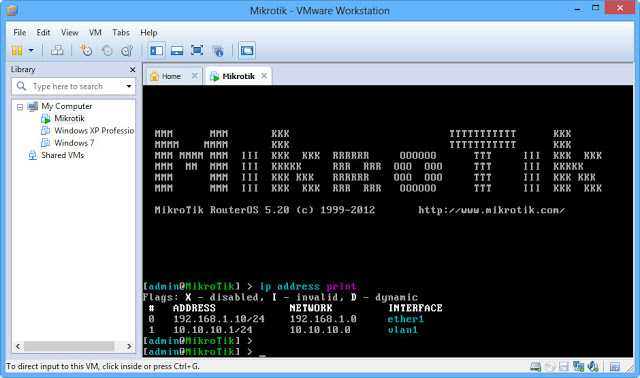 Mikrotik - VMware Workstation
File Edit View VM Tabs Help
Library
Type here to search
My Computer
Mikrotik
Windows XP Professio
Windows 7
Shared VMs
Home Mikrotik
MMM MMM KKK TTTTTTTTTTT KKK
MMMM MMMM KKK TTTTTTTTTTT KKK
MMM MMMM MMM III KKK KKK RRRRRR OOOOOO TTT III KKK KKK
MMM MM MMM III KKKKK RRR RRR OOO OOO TTT III KKKKK
MMM MMM III KKK KKK RRRRRR OOO OOO TTT III KKK KKK
MMM MMM III KKK KKK RRR RRR OOOOOO TTT III KKK KKK
MikroTik RouterOS 5.20 (c) 1999-2012 http://www.mikrotik.com/
[admin@MikroTik] > ip address print
Flags: X - disabled, I - invalid, D - dynamic
# ADDRESS NETWORK INTERFACE
0 192.168.1.10/24 192.168.1.0 ether1
1 10.10.10.1/24 10.10.10.0 vlan1
[admin@MikroTik] >
[admin@MikroTik] > _
To direct input to this VM, click inside or press Ctrl+G.